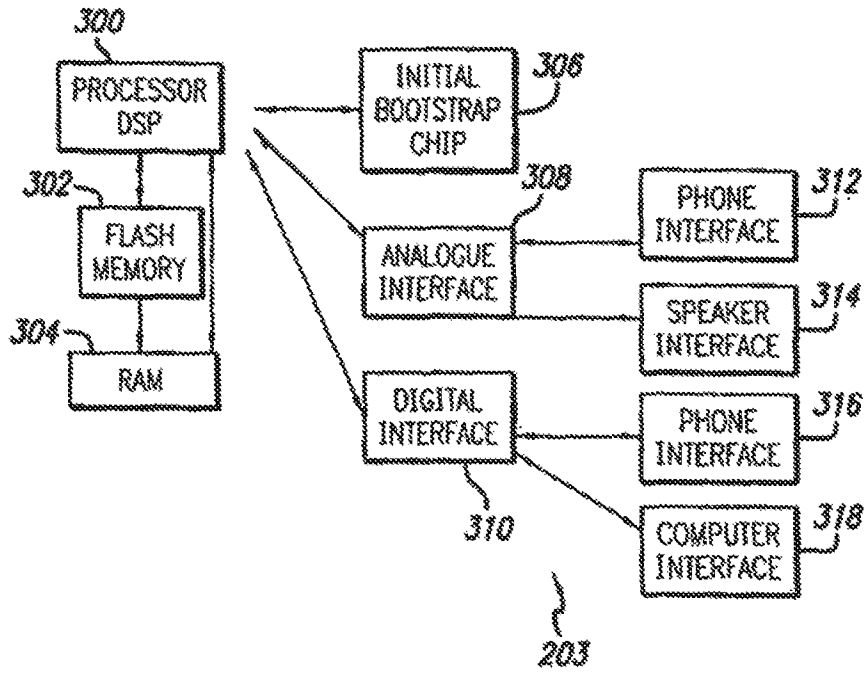 300
PROCESSOR
DSP
302
FLASH
MEMORY
304
RAM
INITIAL
BOOTSTRAP
CHIP
306
308
ANALOGUE
INTERFACE
PHONE
INTERFACE
312
SPEAKER
INTERFACE
314
DIGITAL
INTERFACE
310
PHONE
INTERFACE
316
COMPUTER
INTERFACE
318
203